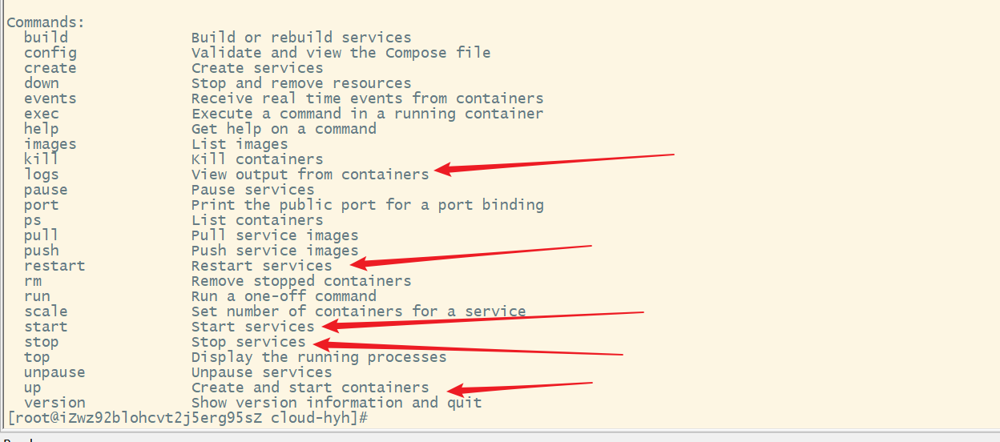 Commands:
  build              Build or rebuild services
  config             Validate and view the Compose file
  create             Create services
  down               Stop and remove resources
  events             Receive real time events from containers
  exec               Execute a command in a running container
  help               Get help on a command
  images             List images
  kill               Kill containers
  logs               View output from containers
  pause              Pause services
  port               Print the public port for a port binding
  ps                 List containers
  pull               Pull service images
  push               Push service images
  restart            Restart services
  rm                 Remove stopped containers
  run                Run a one-off command
  scale              Set number of containers for a service
  start              Start services
  stop               Stop services
  top                Display the running processes
  unpause            Unpause services
  up                 Create and start containers
  version            Show version information and quit
[root@iZwz92blohcvt2j5erg95sZ cloud-hyh]#